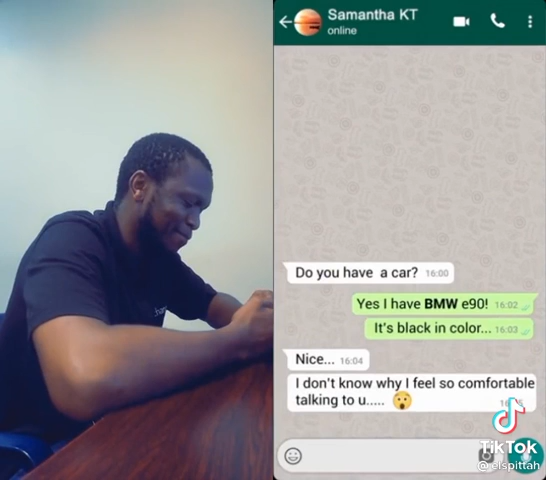 Samantha KT
online
Do you have a car? 16:00
Yes I have BMW e90! 16:02
It's black in color... 16:03
Nice... 16:04
I don't know why I feel so comfortable
talking to u..... 😮
TikTok
@elspittah